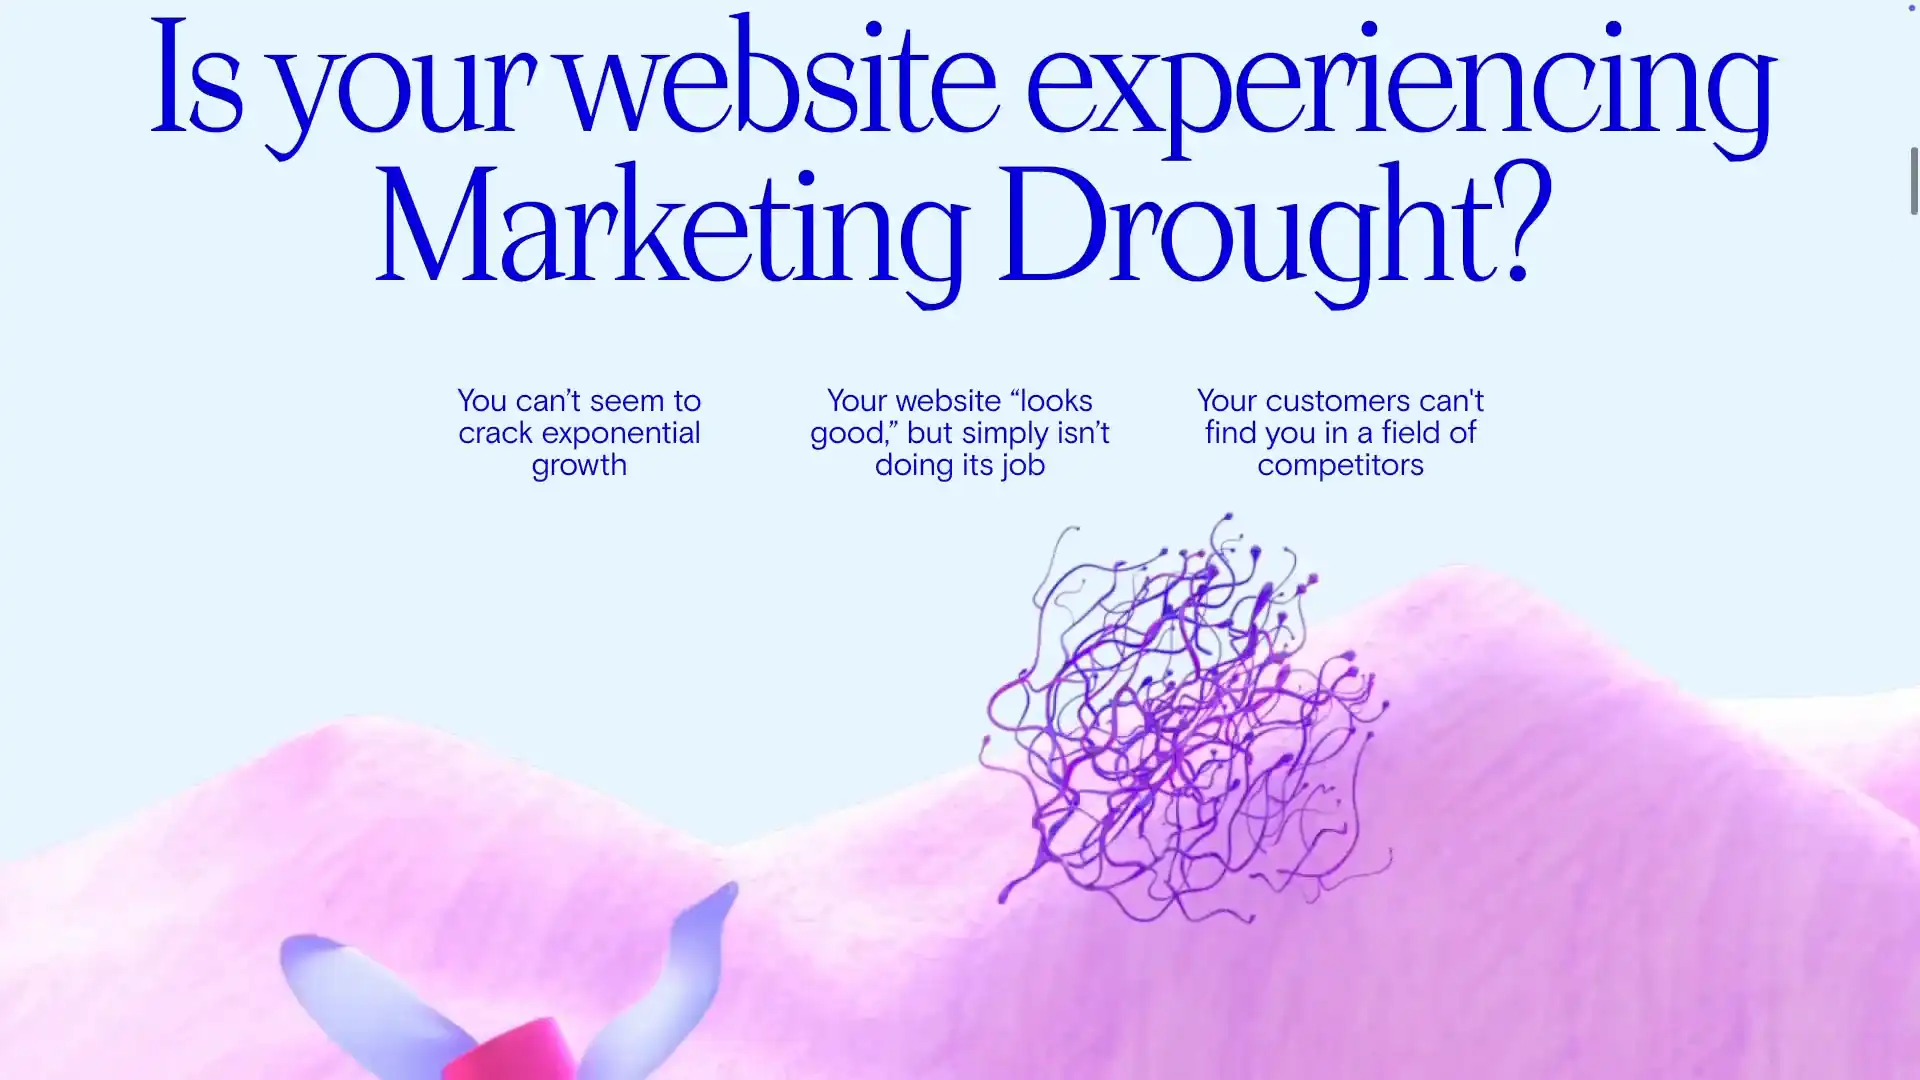 Is your website experiencing
Marketing Drought?
You can’t seem to
crack exponential
growth
Your website “looks
good,” but simply isn’t
doing its job
Your customers can't
find you in a field of
competitors